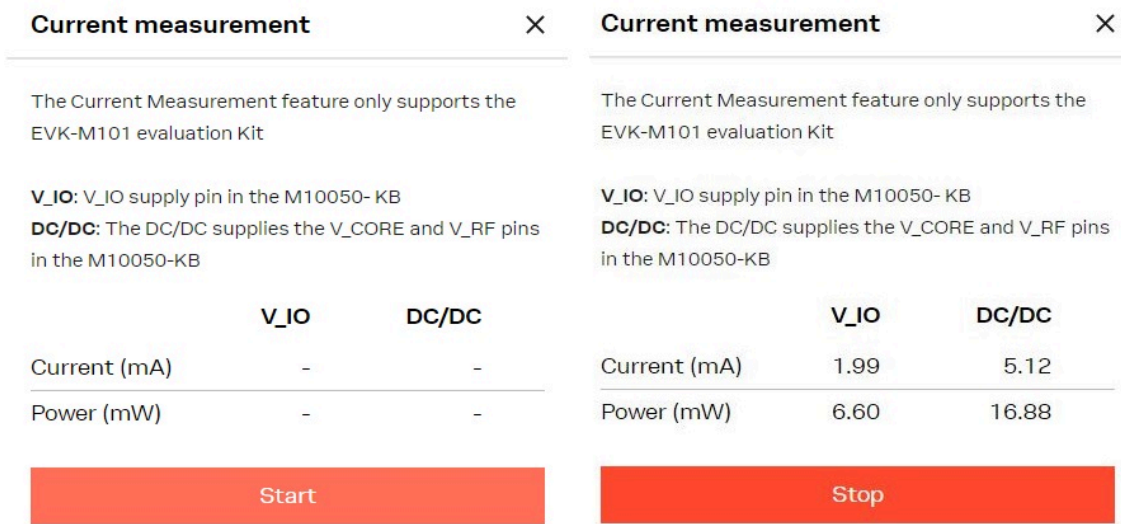 Current measurement
The Current Measurement feature only supports the
EVK-M101 evaluation Kit
V_IO: V_IO supply pin in the M10050- KB
DC/DC: The DC/DC supplies the V_CORE and V_RF pins
in the M10050-KB
V_IO DC/DC
Current (mA) - -
Power (mW) - -
Start
Current measurement
The Current Measurement feature only supports the
EVK-M101 evaluation Kit
V_IO: V_IO supply pin in the M10050- KB
DC/DC: The DC/DC supplies the V_CORE and V_RF pins
in the M10050-KB
V_IO DC/DC
Current (mA) 1.99 5.12
Power (mW) 6.60 16.88
Stop